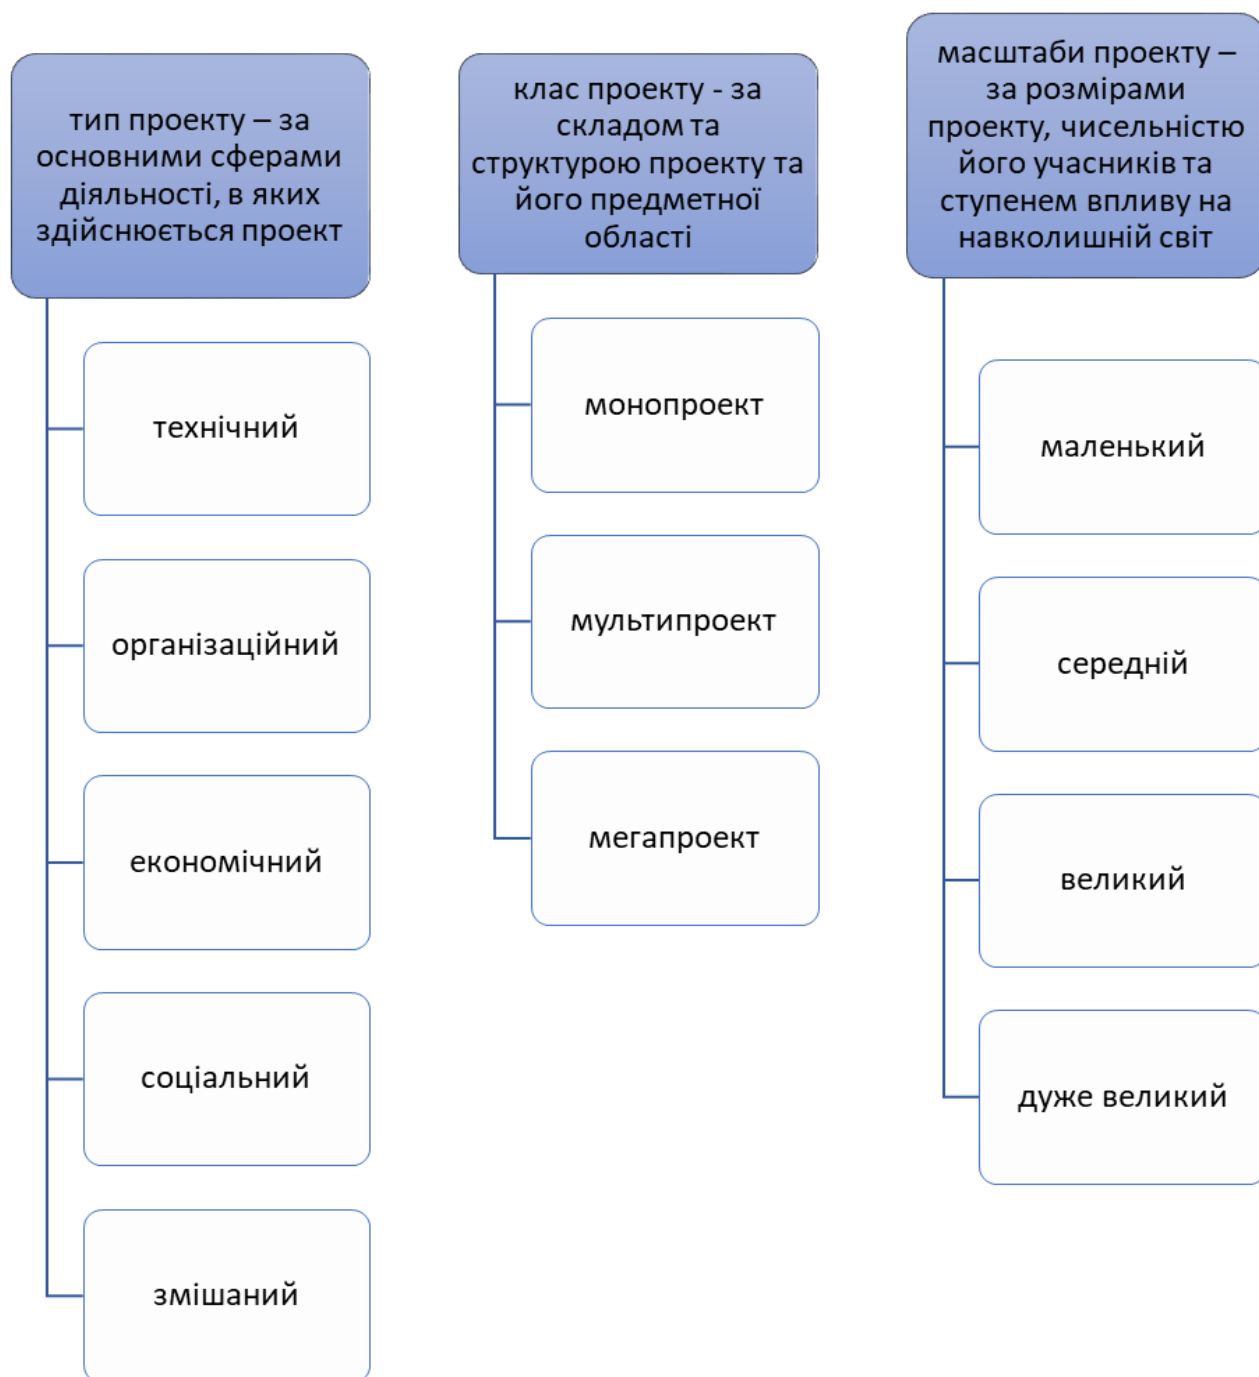 тип проекту – за
основними сферами
діяльності, в яких
здійснюється проект
технічний
організаційний
економічний
соціальний
змішаний
клас проекту - за
складом та
структурою проекту та
його предметної
області
монопроект
мультипроект
мегапроект
масштаби проекту –
за розмірами
проекту, чисельністю
його учасників та
ступенем впливу на
навколишній світ
маленький
середній
великий
дуже великий